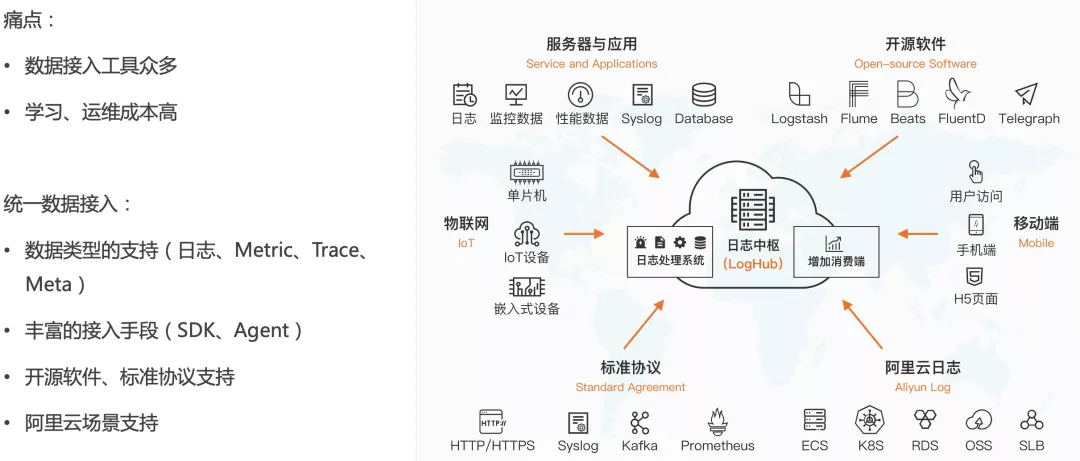 痛点：
• 数据接入工具众多
• 学习、运维成本高
统一数据接入：
• 数据类型的支持（日志、Metric、Trace、
Meta）
• 丰富的接入手段（SDK、Agent）
• 开源软件、标准协议支持
• 阿里云场景支持
服务器与应用
Service and Applications
日志 监控数据 性能数据 Syslog Database
开源软件
Open-source Software
Logstash Flume Beats FluentD Telegraph
物联网
IoT
单片机
IoT设备
嵌入式设备
日志处理系统
日志中枢
（LogHub）
增加消费端
用户访问
手机端
H5页面
移动端
Mobile
标准协议
Standard Agreement
HTTP://
HTTP/HTTPS Syslog Kafka Prometheus
阿里云日志
Aliyun Log
ECS K8S RDS OSS SLB